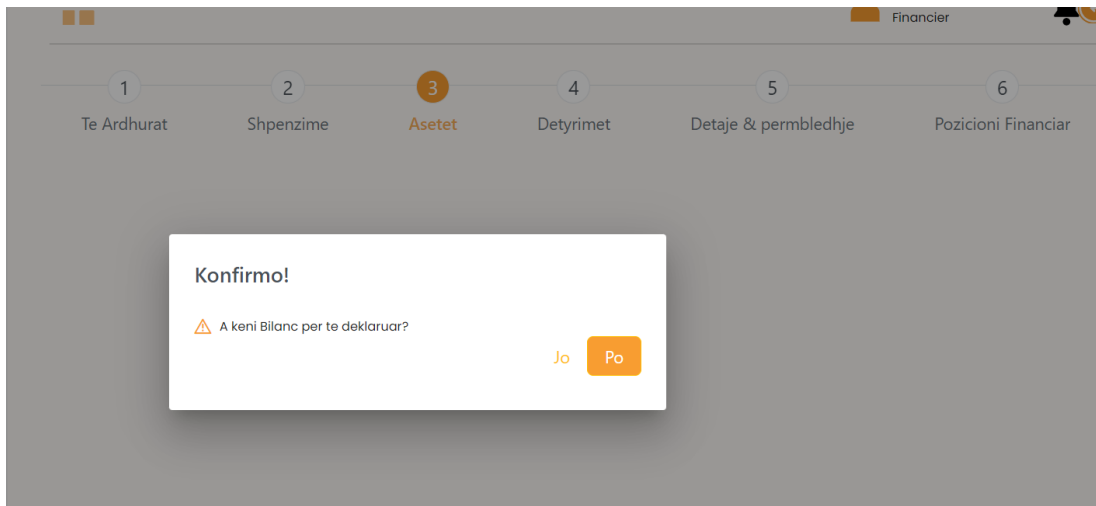 Financier
1 2 3 4 5 6
Te Ardhurat Shpenzime Asetet Detyrimet Detaje & permbledhje Pozicioni Financiar
Konfirmo!
A keni Bilanc per te deklaruar?
Jo Po